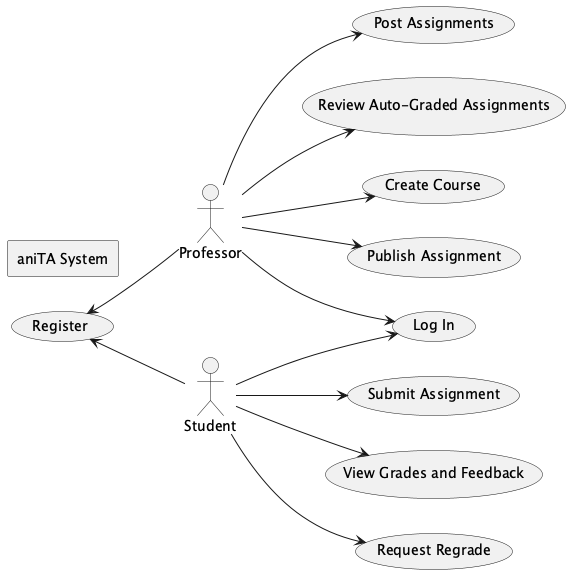 Post Assignments
Review Auto-Graded Assignments
Create Course
Professor
Publish Assignment
aniTA System
Register
Log In
Submit Assignment
Student
View Grades and Feedback
Request Regrade